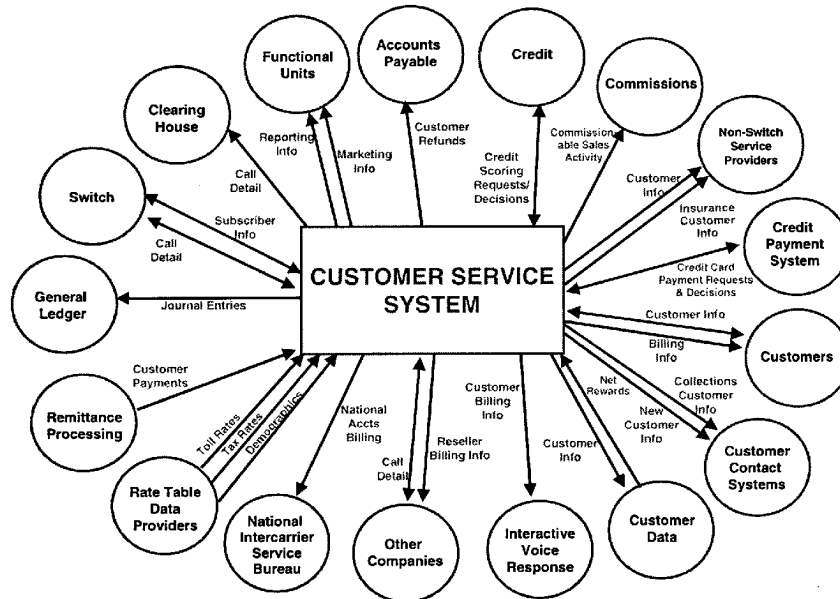 Functional
Units
Accounts
Payable
Credit
Commissions
Clearing
House
Non-Switch
Service
Providers
Switch
Credit
Payment
System
General
Ledger
Customers
Remittance
Processing
Customer
Contact
Systems
Rate Table
Data
Providers
National
Intercarrier
Service
Bureau
Other
Companies
Interactive
Voice
Response
Customer
Data
CUSTOMER SERVICE
SYSTEM
Reporting
Info
Marketing
Info
Customer
Refunds
Credit
Scoring
Requests/
Decisions
Commission-
able Sales
Activity
Call
Detail
Subscriber
Info
Call
Detail
Customer
Info
Insurance
Customer
Info
Credit Card
Payment Requests
& Decisions
Journal Entries
Customer Info
Billing
Info
Customer
Payments
Toll Rates
Tax Rates
Demographics
National
Accts
Billing
Call
Detail
Reseller
Billing Info
Customer
Billing
Info
Customer
Info
Net
Rewards
New
Customer
Info
Collections
Customer
Info